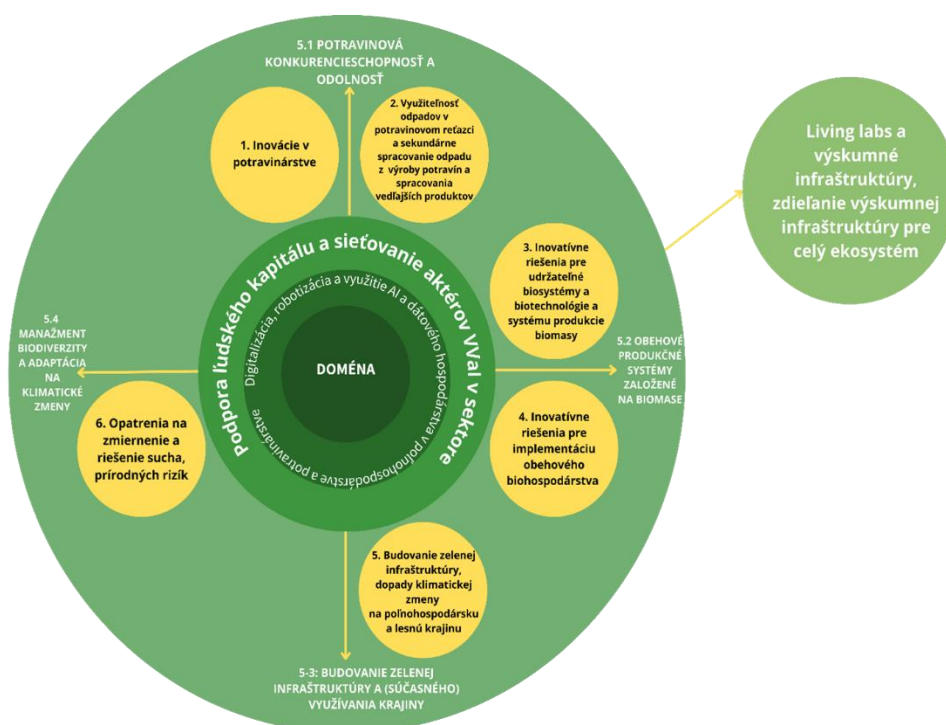 5.1 POTRAVINOVÁ
KONKURENCIESCHOPNOSŤ A
ODOLNOSŤ
1. Inovácie v
potravinárstve
2. Využiteľnosť
odpadov v
potravinovom reťazci
a sekundárne
spracovanie odpadu
z výroby potravín a
spracovania
vedľajších produktov
Living labs a
výskumné
infraštruktúry,
zdieľanie výskumnej
infraštruktúry pre
celý ekosystém
Podpora ľudského kapitálu a sieťovanie aktérov VVaI v sektore
Digitalizácia, robotizácia a využitie AI a dátového hospodárstva v poľnohospodárstve a potravinárstve
DOMÉNA
3. Inovatívne
riešenia pre
udržateľné
biosystémy a
biotechnológie a
systému produkcie
biomasy
5.4
MANAŽMENT
BIODIVERZITY
A ADAPTÁCIA
NA
KLIMATICKÉ
ZMENY
5.2 OBEHOVÉ
PRODUKČNÉ
SYSTÉMY
ZALOŽENÉ
NA BIOMASE
6. Opatrenia na
zmiernenie a
riešenie sucha,
prírodných rizík
4. Inovatívne
riešenia pre
implementáciu
obehového
biohospodárstva
5. Budovanie zelenej
infraštruktúry,
dopady klimatickej
zmeny
na poľnohospodársku
a lesnú krajinu
5-3: BUDOVANIE ZELENEJ
INFRAŠTRUKTÚRY A (SÚČASNÉHO)
VYUŽÍVANIA KRAJINY